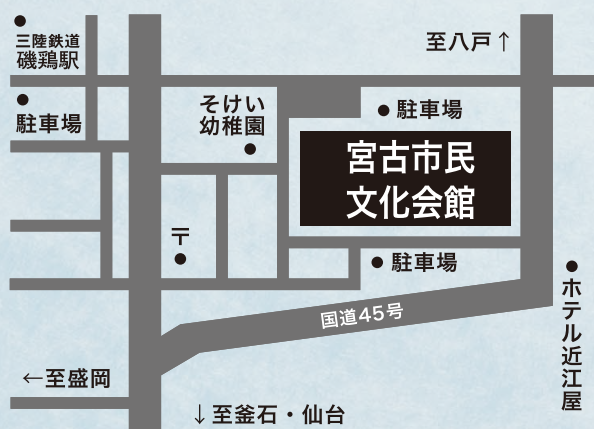 三陸鉄道
磯鶏駅
駐車場
至八戸↑
そけい
幼稚園
駐車場
宮古市民
文化会館
〒
駐車場
国道45号
ホテル近江屋
←至盛岡
↓至釜石・仙台